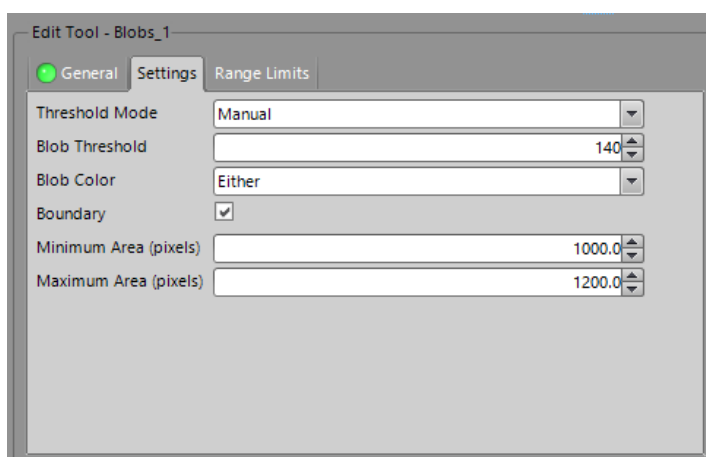 Edit Tool - Blobs_1
General Settings Range Limits
Threshold Mode Manual
Blob Threshold 140
Blob Color Either
Boundary
Minimum Area (pixels) 1000.0
Maximum Area (pixels) 1200.0